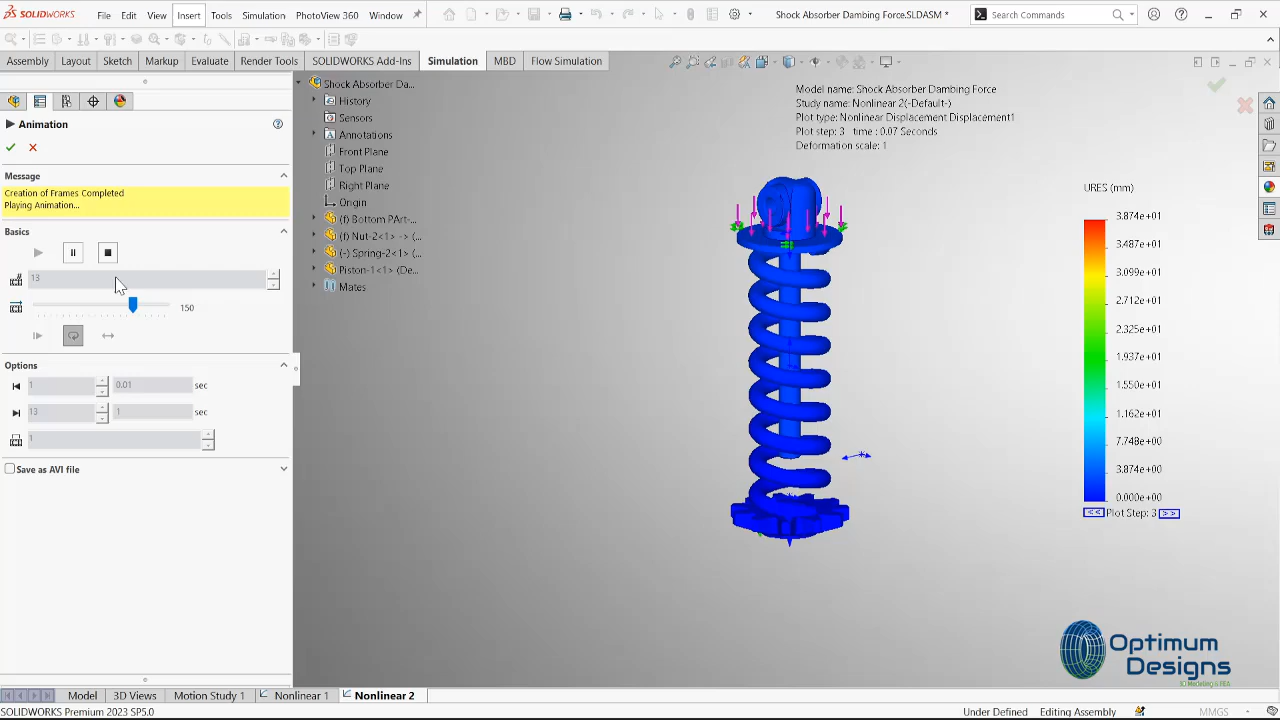 SOLIDWORKS
File Edit View Insert Tools Simulation PhotoView 360 Window
Shock Absorber Dambing Force.SLDASM *
Search Commands
Assembly Layout Sketch Markup Evaluate Render Tools SOLIDWORKS Add-Ins Simulation MBD Flow Simulation
Animation
Message
Creation of Frames Completed
Playing Animation...
Basics
13
150
Options
1 0.01 sec
13 1 sec
1
Save as AVI file
Shock Absorber Da...
History
Sensors
Annotations
Front Plane
Top Plane
Right Plane
Origin
(f) Bottom PArt-...
(f) Nut-2<1> (...
(-) Spring-2<1> (...
Piston-1<1> (De...
Mates
Model name: Shock Absorber Dambing Force
Study name: Nonlinear 2(-Default-)
Plot type: Nonlinear Displacement Displacement1
Plot step: 3 time : 0.07 Seconds
Deformation scale: 1
URES (mm)
3.874e+01
3.487e+01
3.099e+01
2.712e+01
2.325e+01
1.937e+01
1.550e+01
1.162e+01
7.748e+00
3.874e+00
0.000e+00
<< Plot Step: 3 >>
Optimum
Designs
3D Modeling & FEA
Model 3D Views Motion Study 1 Nonlinear 1 Nonlinear 2
SOLIDWORKS Premium 2023 SP5.0
Under Defined Editing Assembly MMGS